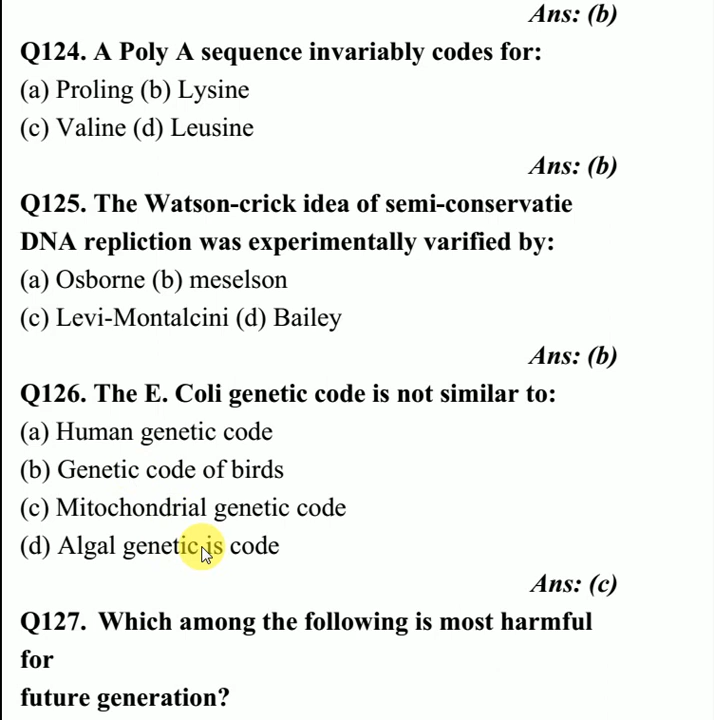 Ans: (b)
Q124. A Poly A sequence invariably codes for:
(a) Proling (b) Lysine
(c) Valine (d) Leusine
Ans: (b)
Q125. The Watson-crick idea of semi-conservatie
DNA repliction was experimentally varified by:
(a) Osborne (b) meselson
(c) Levi-Montalcini (d) Bailey
Ans: (b)
Q126. The E. Coli genetic code is not similar to:
(a) Human genetic code
(b) Genetic code of birds
(c) Mitochondrial genetic code
(d) Algal genetic is code
Ans: (c)
Q127. Which among the following is most harmful
for
future generation?